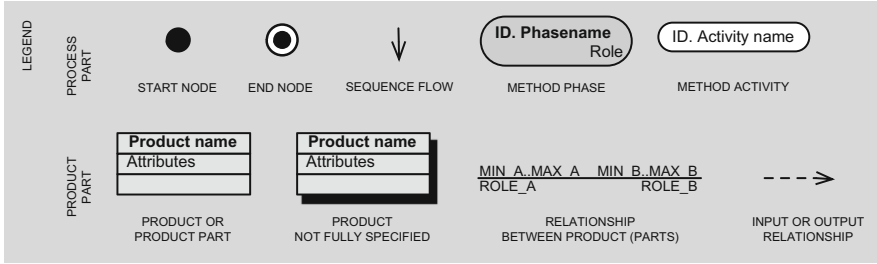 LEGEND
PROCESS
PART
START NODE
END NODE
SEQUENCE FLOW
ID. Phasename
Role
METHOD PHASE
ID. Activity name
METHOD ACTIVITY
PRODUCT
PART
Product name
Attributes
PRODUCT OR
PRODUCT PART
Product name
Attributes
PRODUCT
NOT FULLY SPECIFIED
MIN_A..MAX_A MIN_B..MAX_B
ROLE_A ROLE_B
RELATIONSHIP
BETWEEN PRODUCT (PARTS)
INPUT OR OUTPUT
RELATIONSHIP